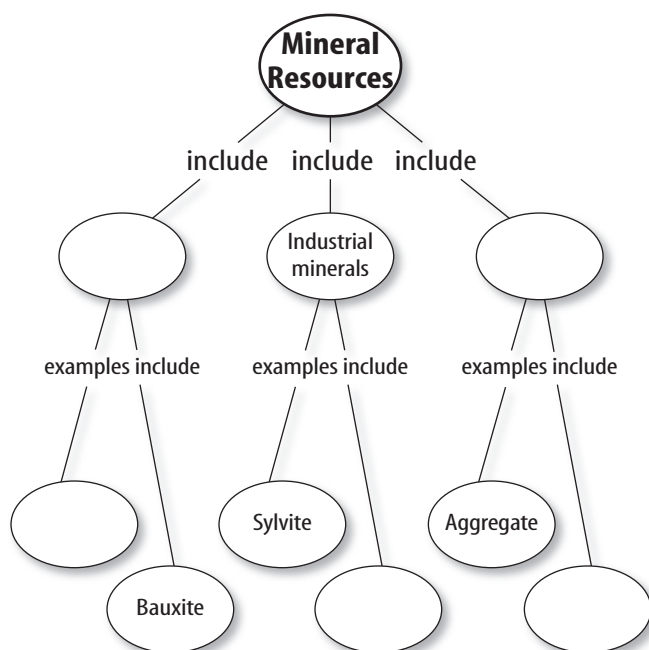 Mineral
Resources
include include include
Industrial
minerals
examples include examples include examples include
Sylvite Aggregate
Bauxite